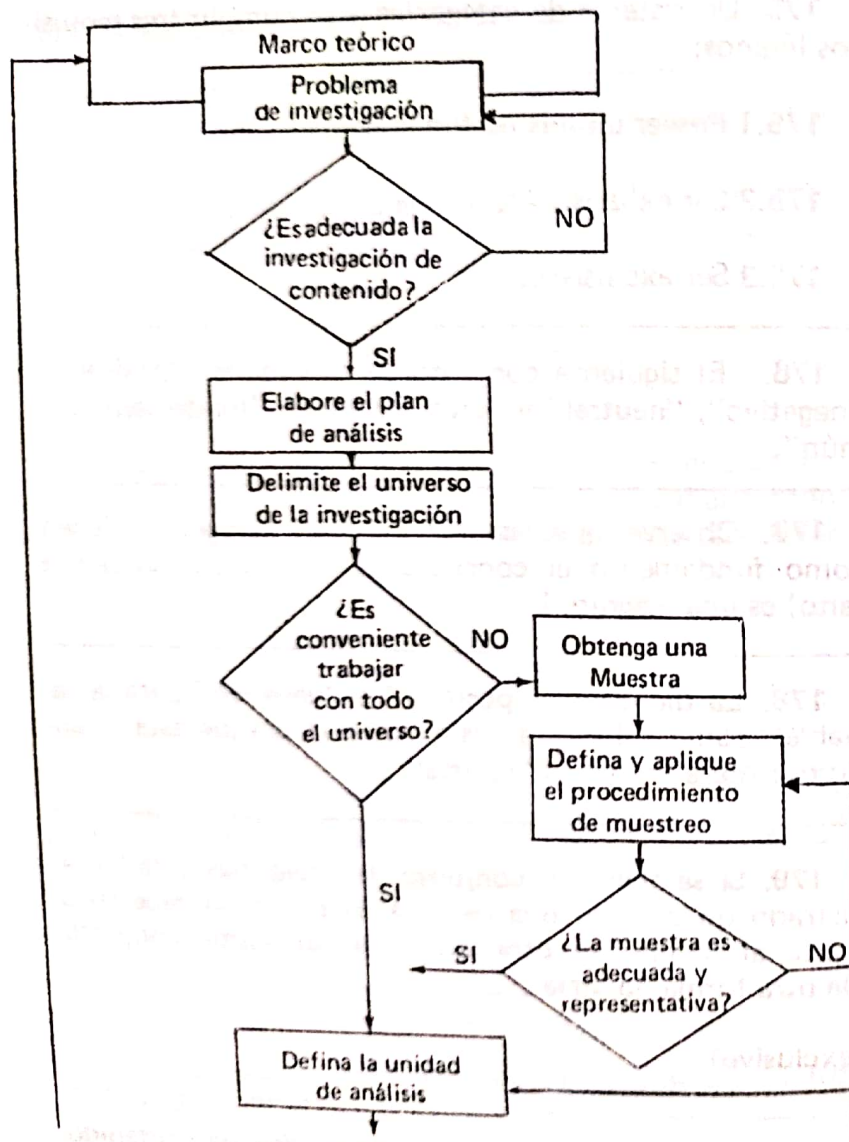 Marco teórico
Problema
de investigación
¿Es adecuada la
investigación de
contenido?
NO
SI
Elabore el plan
de análisis
Delimite el universo
de la investigación
¿Es
conveniente
trabajar
con todo
el universo?
NO
Obtenga una
Muestra
Defina y aplique
el procedimiento
de muestreo
SI
¿La muestra es
adecuada y
representativa?
SI
NO
Defina la unidad
de análisis